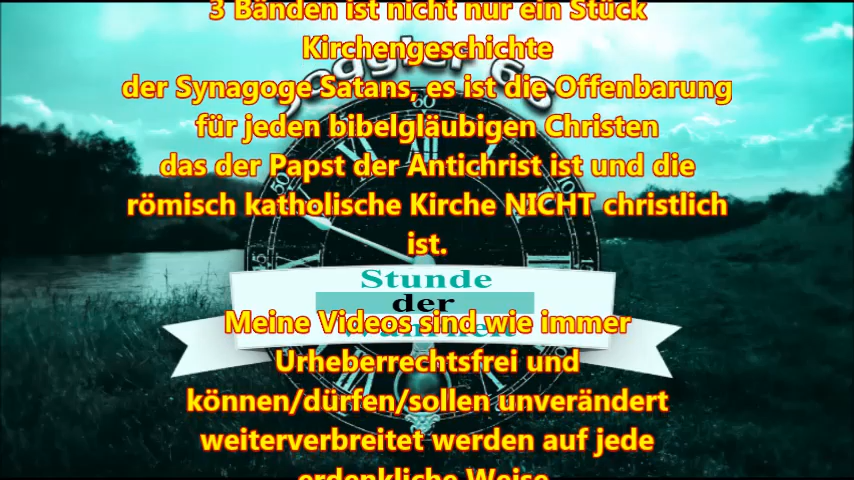 3 Bänden ist nicht nur ein Stück
Kirchengeschichte
der Synagoge Satans, es ist die Offenbarung
für jeden bibelgläubigen Christen
das der Papst der Antichrist ist und die
römisch katholische Kirche NICHT christlich
ist.
Stunde
der
Meine Videos sind wie immer
Urheberrechtsfrei und
können/dürfen/sollen unverändert
weiterverbreitet werden auf jede
erdenkliche Weise